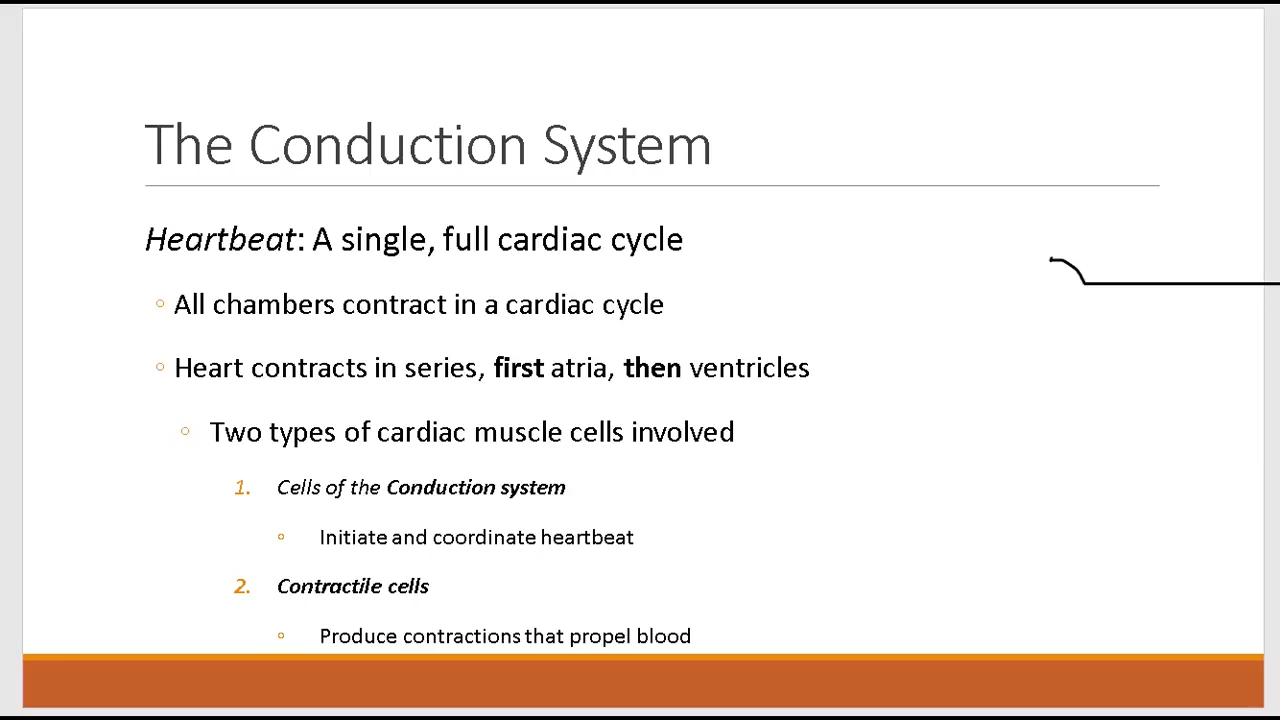 The Conduction System
Heartbeat: A single, full cardiac cycle
◦ All chambers contract in a cardiac cycle
◦ Heart contracts in series, first atria, then ventricles
◦ Two types of cardiac muscle cells involved
1. Cells of the Conduction system
◦ Initiate and coordinate heartbeat
2. Contractile cells
◦ Produce contractions that propel blood